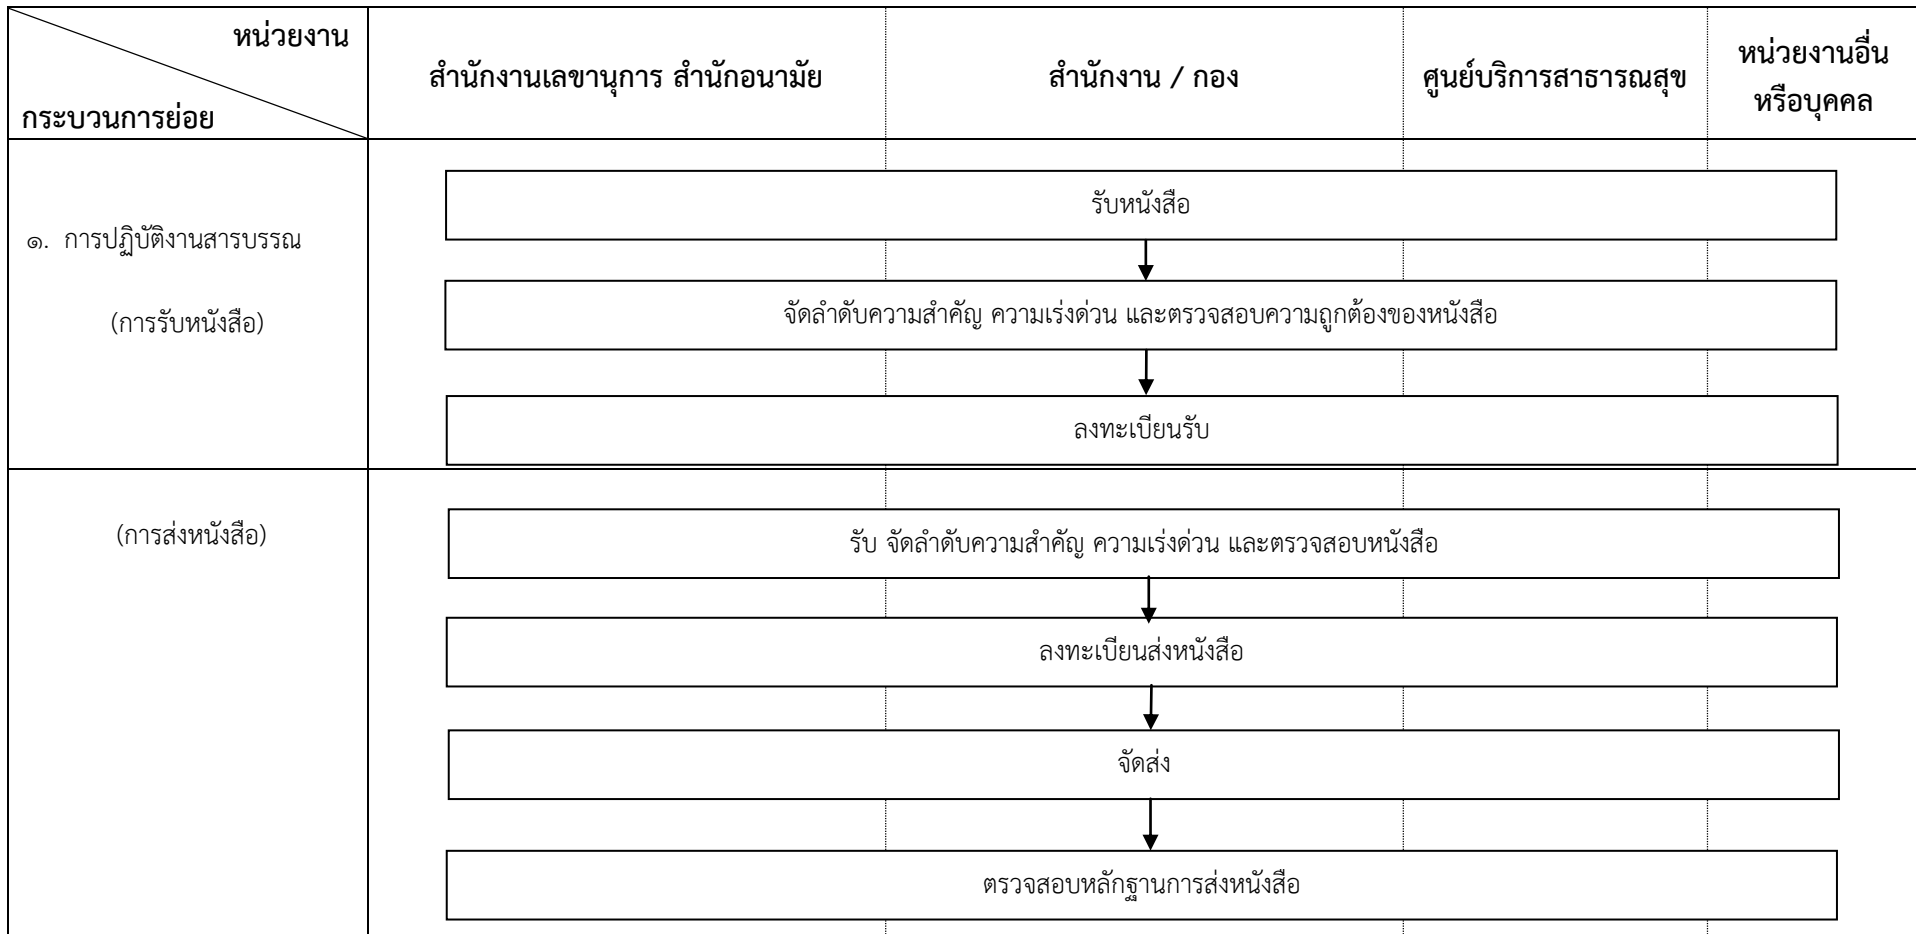 หน่วยงาน
กระบวนการย่อย
สำนักงานเลขานุการ สำนักอนามัย
สำนักงาน / กอง
ศูนย์บริการสาธารณสุข
หน่วยงานอื่น
หรือบุคคล
๑. การปฏิบัติงานสารบรรณ
(การรับหนังสือ)
รับหนังสือ
จัดลำดับความสำคัญ ความเร่งด่วน และตรวจสอบความถูกต้องของหนังสือ
ลงทะเบียนรับ
(การส่งหนังสือ)
รับ จัดลำดับความสำคัญ ความเร่งด่วน และตรวจสอบหนังสือ
ลงทะเบียนส่งหนังสือ
จัดส่ง
ตรวจสอบหลักฐานการส่งหนังสือ